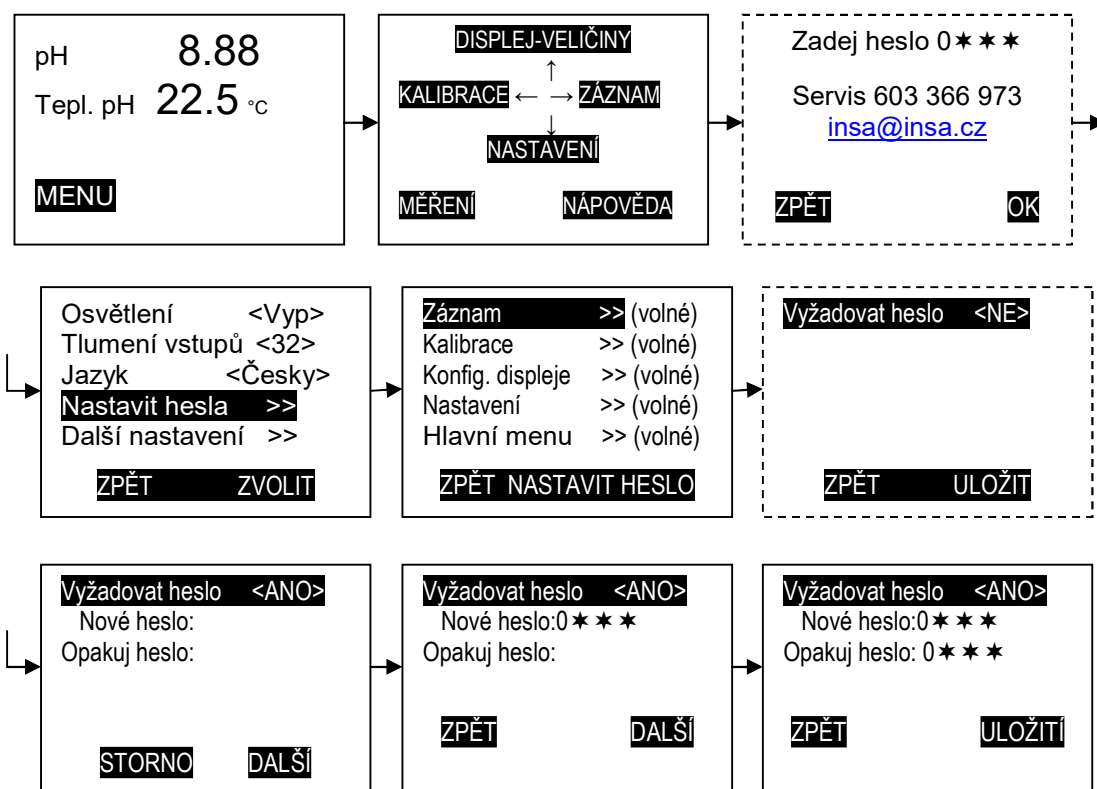 pH 8.88
Tepl. pH 22.5 °C
MENU
DISPLEJ-VELIČINY
↑
KALIBRACE ← → ZÁZNAM
↓
NASTAVENÍ
MĚŘENÍ NÁPOVĚDA
Zadej heslo 0✶✶✶
Servis 603 366 973
insa@insa.cz
ZPĚT OK
Osvětlení <Vyp>
Tlumení vstupů <32>
Jazyk <Česky>
Nastavit hesla >>
Další nastavení >>
ZPĚT ZVOLIT
Záznam >> (volné)
Kalibrace >> (volné)
Konfig. displeje >> (volné)
Nastavení >> (volné)
Hlavní menu >> (volné)
ZPĚT NASTAVIT HESLO
Vyžadovat heslo <NE>
ZPĚT ULOŽIT
Vyžadovat heslo <ANO>
Nové heslo:
Opakuj heslo:
STORNO DALŠÍ
Vyžadovat heslo <ANO>
Nové heslo:0✶✶✶
Opakuj heslo:
ZPĚT DALŠÍ
Vyžadovat heslo <ANO>
Nové heslo:0✶✶✶
Opakuj heslo: 0✶✶✶
ZPĚT ULOŽITÍ